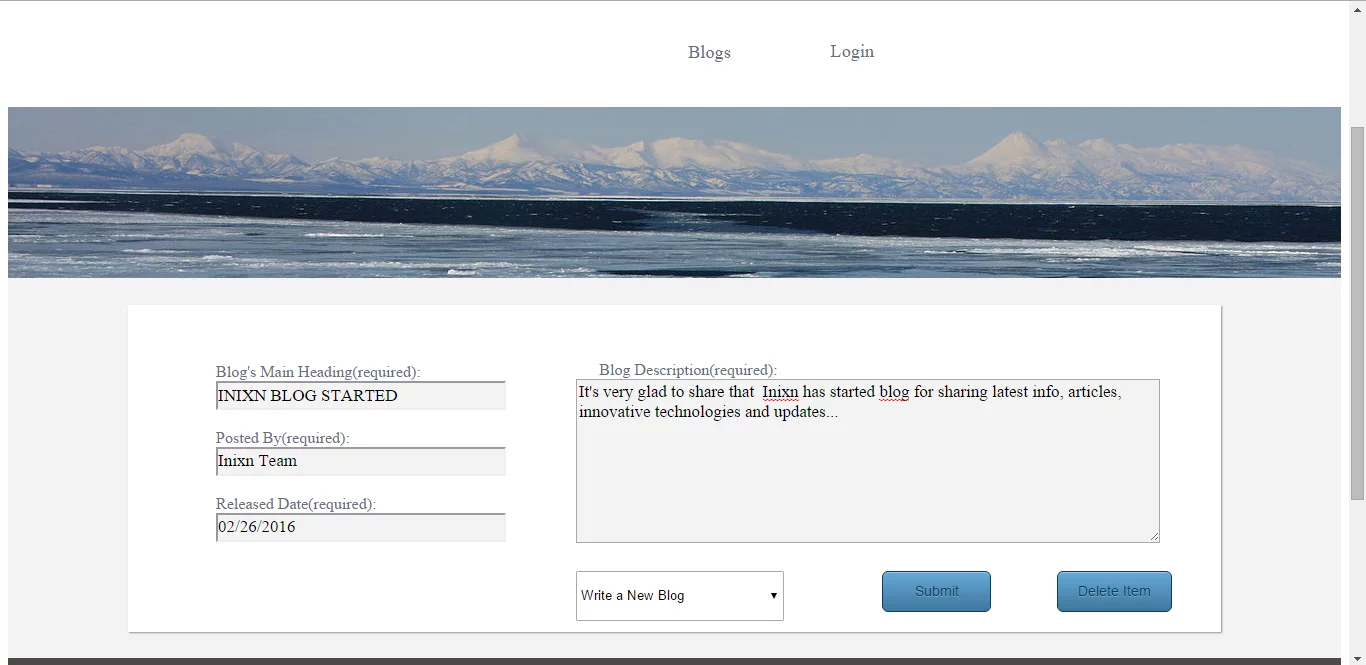 Blogs Login
Blog's Main Heading(required):
INIXN BLOG STARTED
Posted By(required):
Inixn Team
Released Date(required):
02/26/2016
Blog Description(required):
It's very glad to share that  Inixn has started blog for sharing latest info, articles,
innovative technologies and updates...
Write a New Blog
Submit
Delete Item